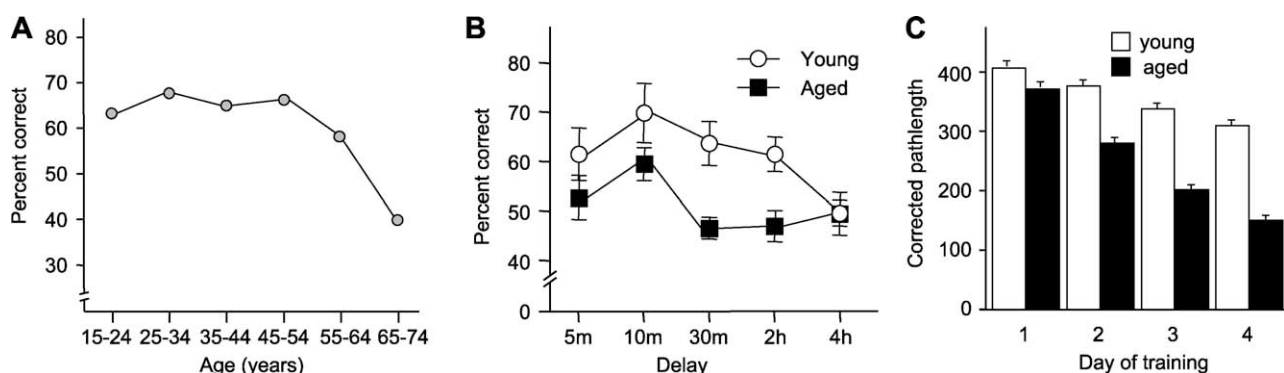 A
Percent correct
80
70
60
50
40
30
15-24 25-34 35-44 45-54 55-64 65-74
Age (years)
B
Percent correct
80
70
60
50
40
0
Young
Aged
5m 10m 30m 2h 4h
Delay
C
Corrected pathlength
400
300
200
100
0
young
aged
1 2 3 4
Day of training